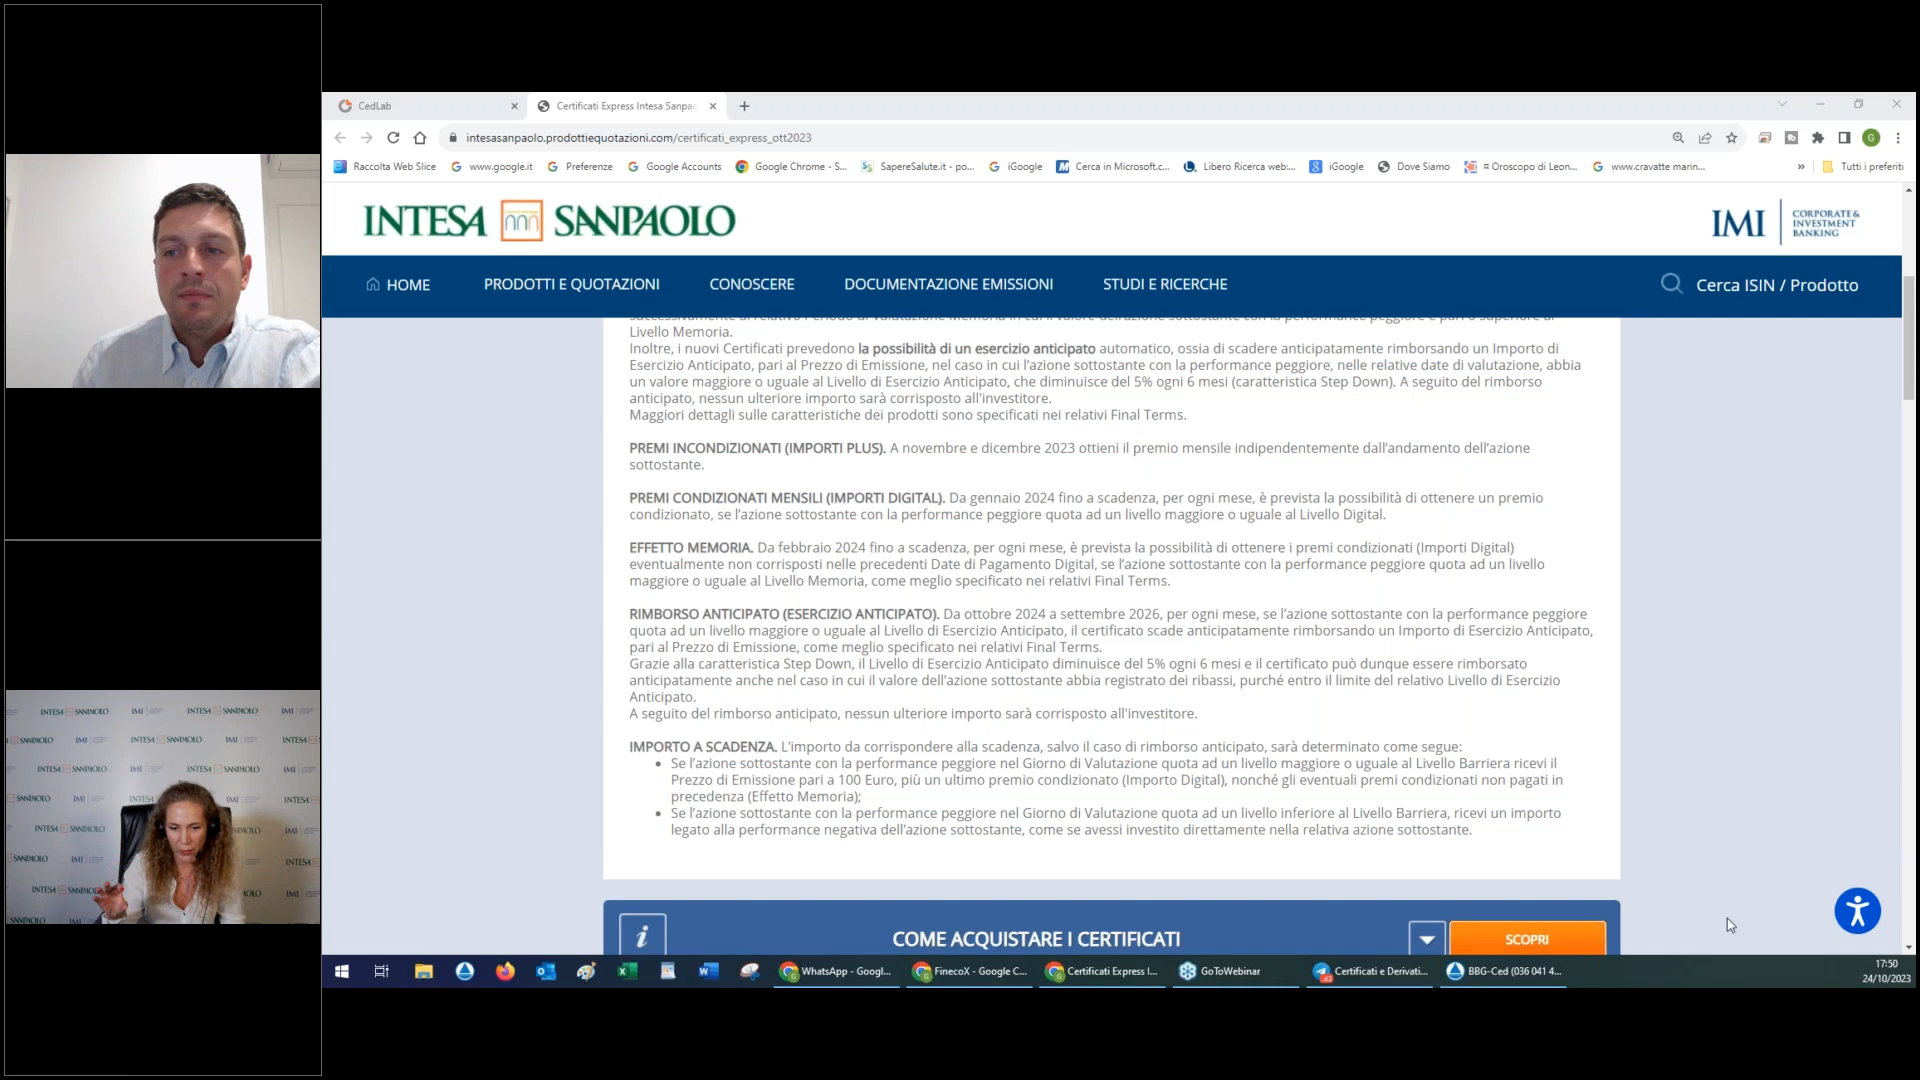 CedLab
Certificati Express Intesa Sanpao
intesasanpaolo.prodottiequotazioni.com/certificati_express_ott2023
Raccolta Web Slice
www.google.it
Preferenze
Google Accounts
Google Chrome - S...
SapereSalute.it - po...
iGoogle
Cerca in Microsoft.c...
Libero Ricerca web:...
iGoogle
Dove Siamo
¤ Oroscopo di Leon...
www.cravatte marin...
»
Tutti i preferiti
INTESA SANPAOLO
IMI CORPORATE & INVESTMENT BANKING
HOME
PRODOTTI E QUOTAZIONI
CONOSCERE
DOCUMENTAZIONE EMISSIONI
STUDI E RICERCHE
Cerca ISIN / Prodotto
Livello Memoria.
Inoltre, i nuovi Certificati prevedono la possibilità di un esercizio anticipato automatico, ossia di scadere anticipatamente rimborsando un Importo di
Esercizio Anticipato, pari al Prezzo di Emissione, nel caso in cui l'azione sottostante con la performance peggiore, nelle relative date di valutazione, abbia
un valore maggiore o uguale al Livello di Esercizio Anticipato, che diminuisce del 5% ogni 6 mesi (caratteristica Step Down). A seguito del rimborso
anticipato, nessun ulteriore importo sarà corrisposto all'investitore.
Maggiori dettagli sulle caratteristiche dei prodotti sono specificati nei relativi Final Terms.
PREMI INCONDIZIONATI (IMPORTI PLUS). A novembre e dicembre 2023 ottieni il premio mensile indipendentemente dall'andamento dell'azione
sottostante.
PREMI CONDIZIONATI MENSILI (IMPORTI DIGITAL). Da gennaio 2024 fino a scadenza, per ogni mese, è prevista la possibilità di ottenere un premio
condizionato, se l'azione sottostante con la performance peggiore quota ad un livello maggiore o uguale al Livello Digital.
EFFETTO MEMORIA. Da febbraio 2024 fino a scadenza, per ogni mese, è prevista la possibilità di ottenere i premi condizionati (Importi Digital)
eventualmente non corrisposti nelle precedenti Date di Pagamento Digital, se l'azione sottostante con la performance peggiore quota ad un livello
maggiore o uguale al Livello Memoria, come meglio specificato nei relativi Final Terms.
RIMBORSO ANTICIPATO (ESERCIZIO ANTICIPATO). Da ottobre 2024 a settembre 2026, per ogni mese, se l'azione sottostante con la performance peggiore
quota ad un livello maggiore o uguale al Livello di Esercizio Anticipato, il certificato scade anticipatamente rimborsando un Importo di Esercizio Anticipato,
pari al Prezzo di Emissione, come meglio specificato nei relativi Final Terms.
Grazie alla caratteristica Step Down, il Livello di Esercizio Anticipato diminuisce del 5% ogni 6 mesi e il certificato può dunque essere rimborsato
anticipatamente anche nel caso in cui il valore dell'azione sottostante abbia registrato dei ribassi, purché entro il limite del relativo Livello di Esercizio
Anticipato.
A seguito del rimborso anticipato, nessun ulteriore importo sarà corrisposto all'investitore.
IMPORTO A SCADENZA. L'importo da corrispondere alla scadenza, salvo il caso di rimborso anticipato, sarà determinato come segue:
• Se l'azione sottostante con la performance peggiore nel Giorno di Valutazione quota ad un livello maggiore o uguale al Livello Barriera ricevi il
Prezzo di Emissione pari a 100 Euro, più un ultimo premio condizionato (Importo Digital), nonché gli eventuali premi condizionati non pagati in
precedenza (Effetto Memoria);
• Se l'azione sottostante con la performance peggiore nel Giorno di Valutazione quota ad un livello inferiore al Livello Barriera, ricevi un importo
legato alla performance negativa dell'azione sottostante, come se avessi investito direttamente nella relativa azione sottostante.
i
COME ACQUISTARE I CERTIFICATI
SCOPRI
WhatsApp - Googl...
FinecoX - Google C...
Certificati Express I...
GoToWebinar
Certificati e Derivati...
BBG-Ced (036 041 4...
17:50
24/10/2023